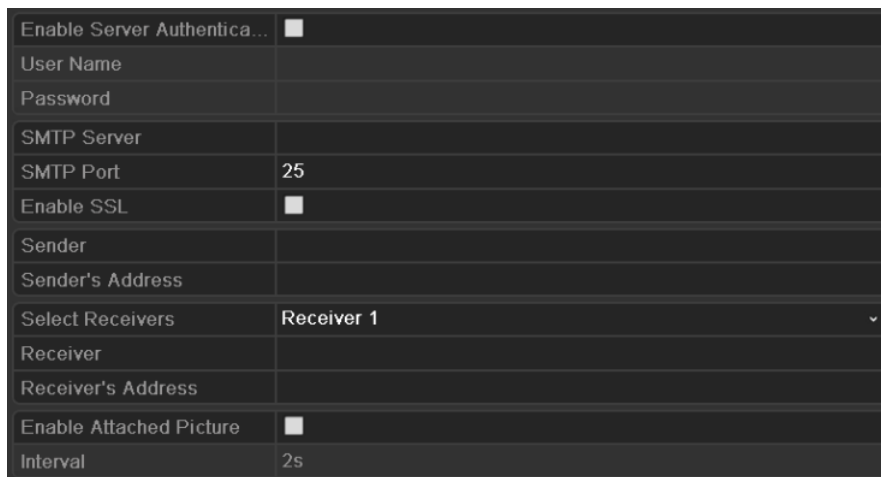 Enable Server Authentica...
User Name
Password
SMTP Server
SMTP Port 25
Enable SSL
Sender
Sender's Address
Select Receivers Receiver 1
Receiver
Receiver's Address
Enable Attached Picture
Interval 2s